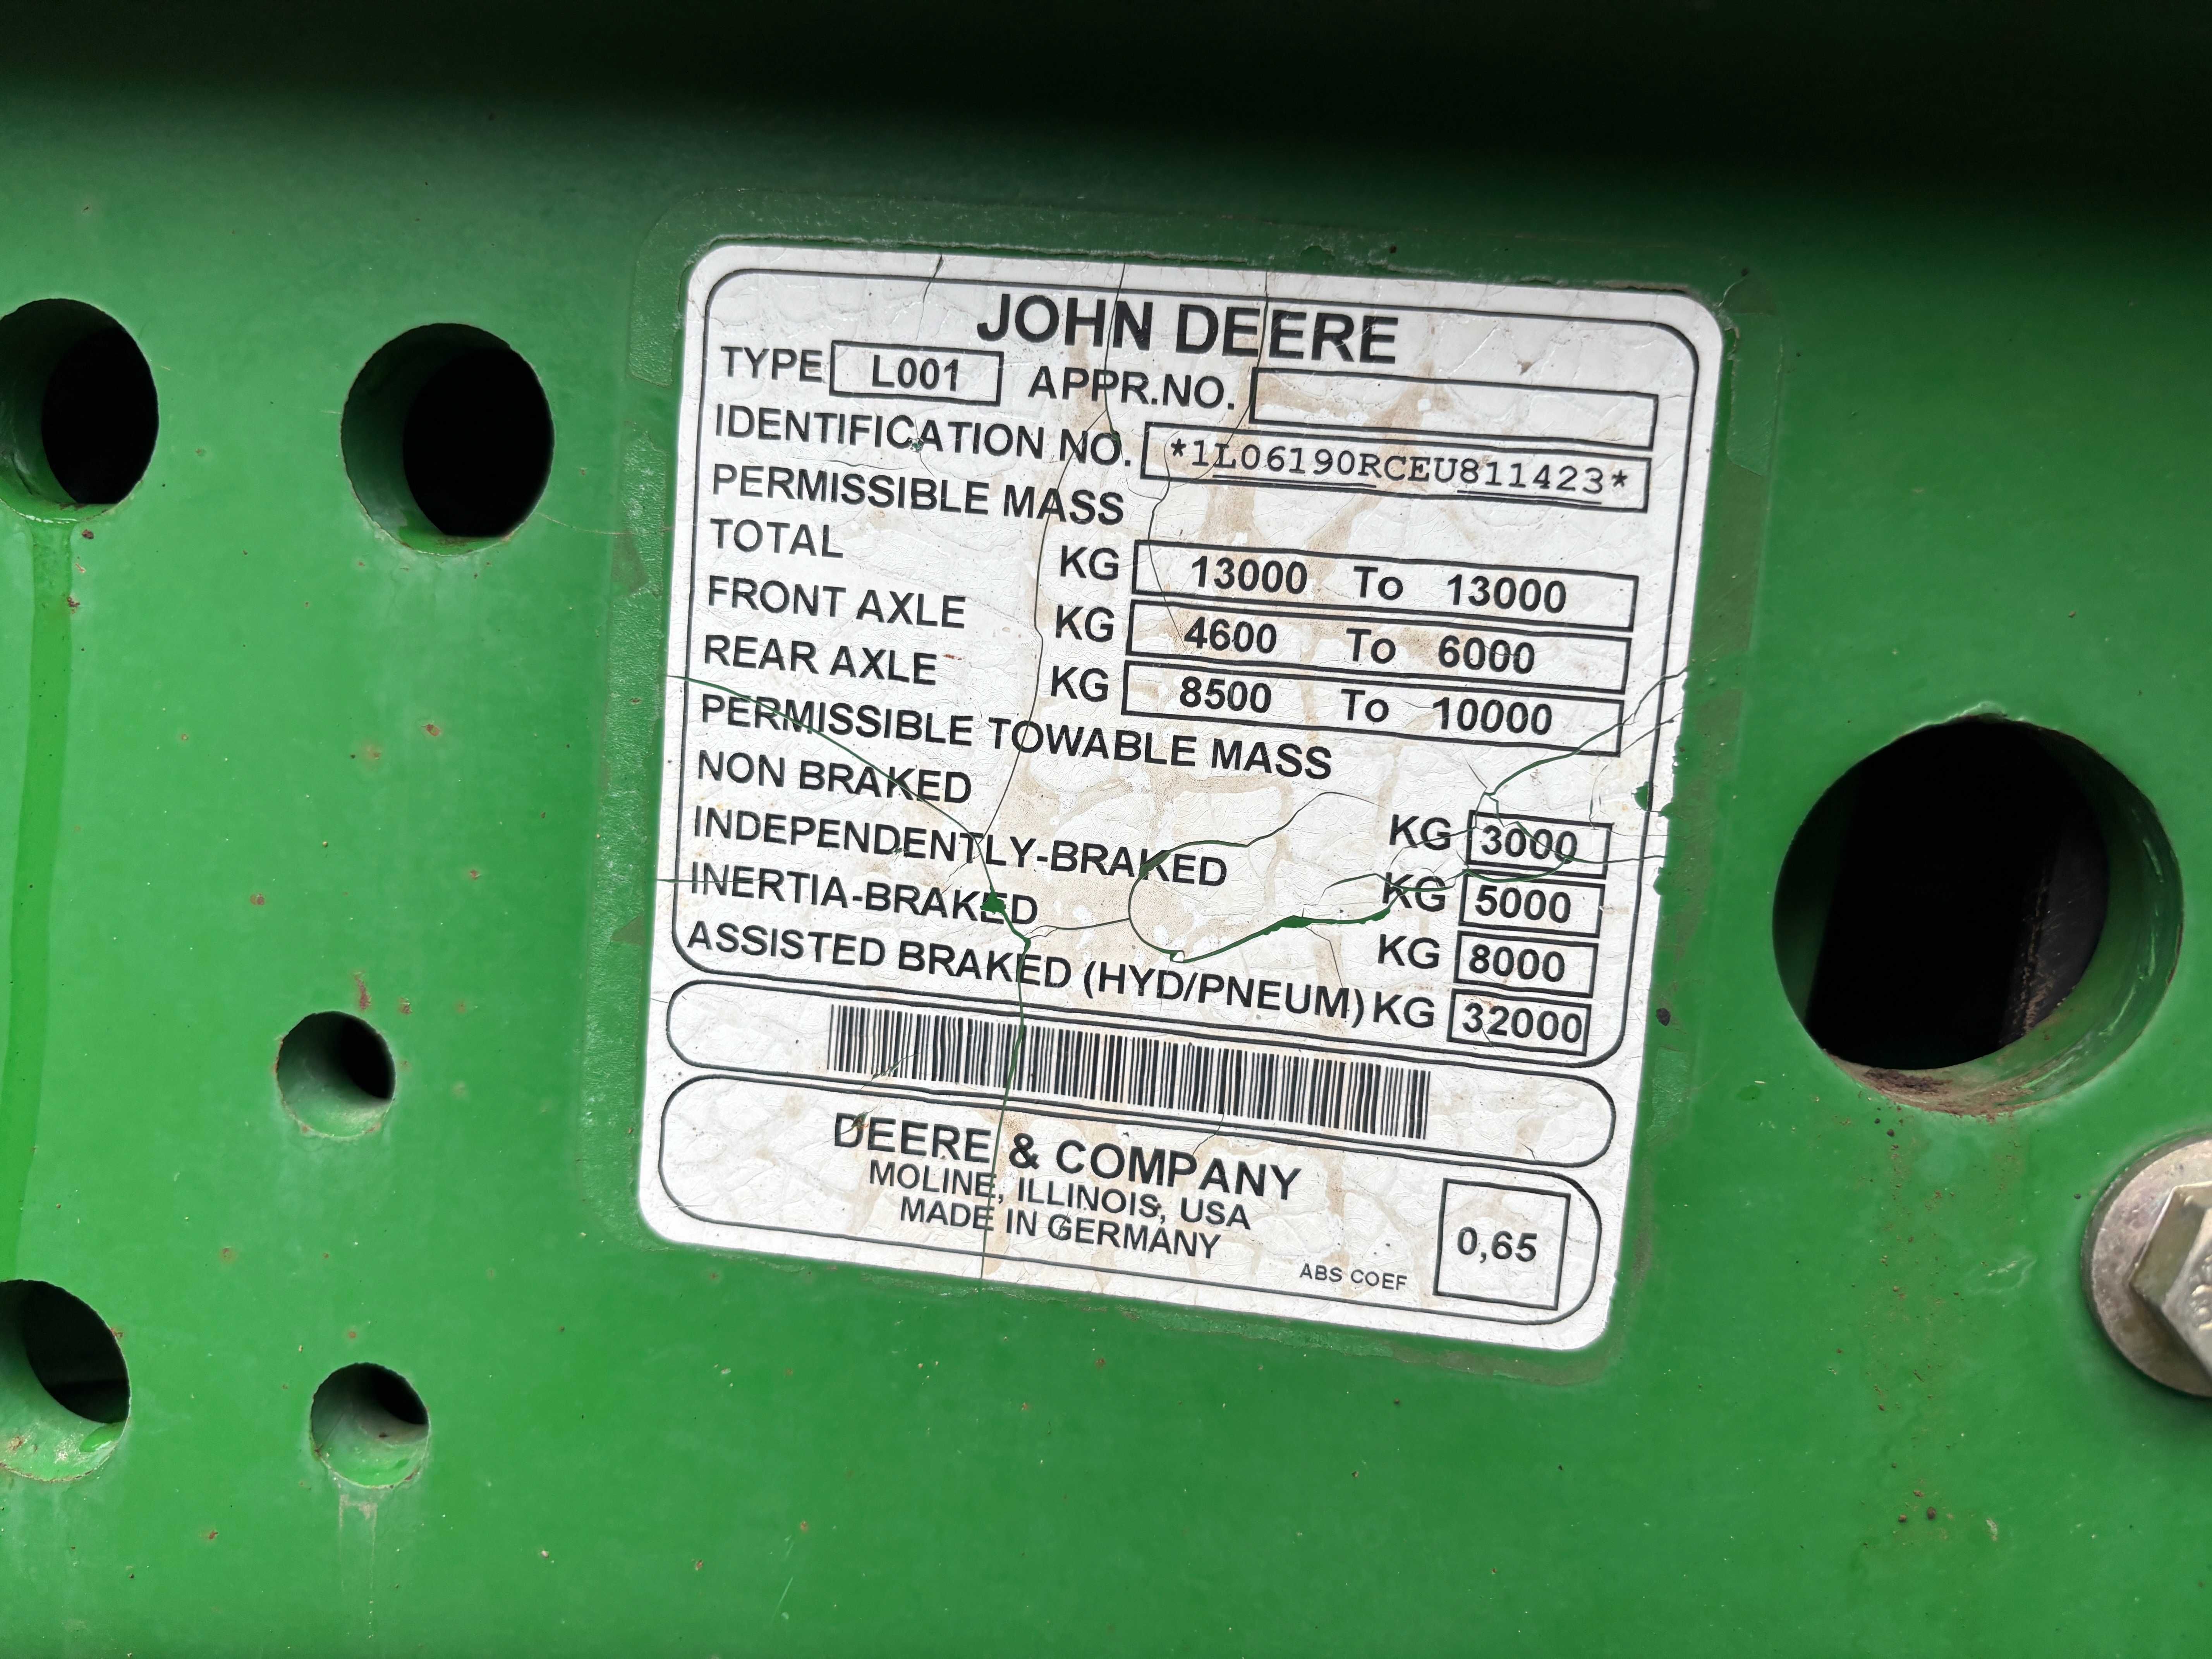 JOHN DEERE
TYPE L001 APPR.NO.
IDENTIFICATION NO. *1L06190RCEU811423*
PERMISSIBLE MASS
TOTAL KG 13000 To 13000
FRONT AXLE KG 4600 To 6000
REAR AXLE KG 8500 To 10000
PERMISSIBLE TOWABLE MASS
NON BRAKED KG 3000
INDEPENDENTLY-BRAKED KG 5000
INERTIA-BRAKED KG 8000
ASSISTED BRAKED (HYD/PNEUM) KG 32000
DEERE & COMPANY
MOLINE, ILLINOIS, USA
MADE IN GERMANY
ABS COEF 0,65